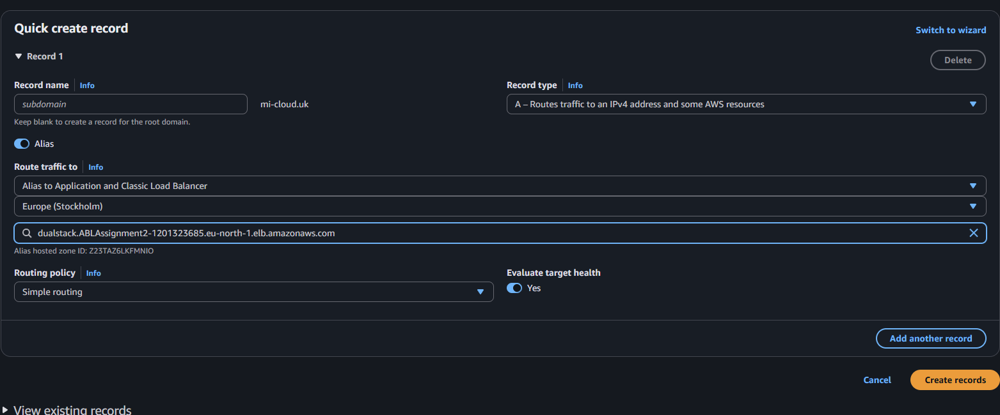 Quick create record
Switch to wizard
Record 1
Delete
Record name Info
Record type Info
subdomain
mi-cloud.uk
A – Routes traffic to an IPv4 address and some AWS resources
Keep blank to create a record for the root domain.
Alias
Route traffic to Info
Alias to Application and Classic Load Balancer
Europe (Stockholm)
dualstack.ABLAssignment2-1201323685.eu-north-1.elb.amazonaws.com
Alias hosted zone ID: Z23TAZ6LKFMNIO
Routing policy Info
Evaluate target health
Simple routing
Yes
Add another record
Cancel
Create records
View existing records